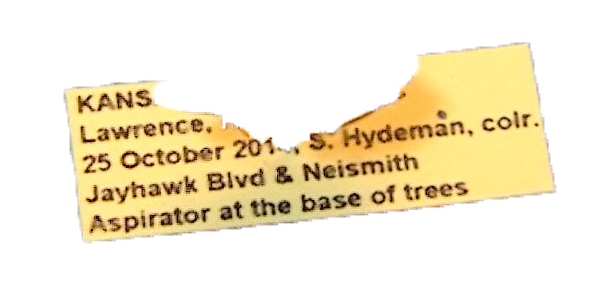 KANS
Lawrence,
25 October 201 , S. Hydeman, colr.
Jayhawk Blvd & Neismith
Aspirator at the base of trees